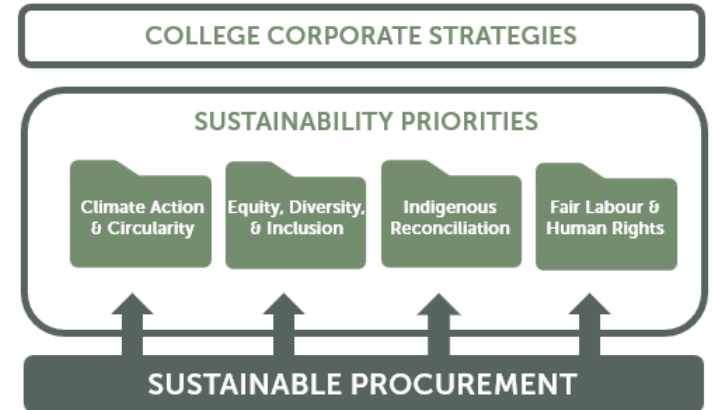 COLLEGE CORPORATE STRATEGIES
SUSTAINABILITY PRIORITIES
Climate Action
& Circularity
Equity, Diversity,
& Inclusion
Indigenous
Reconciliation
Fair Labour &
Human Rights
SUSTAINABLE PROCUREMENT